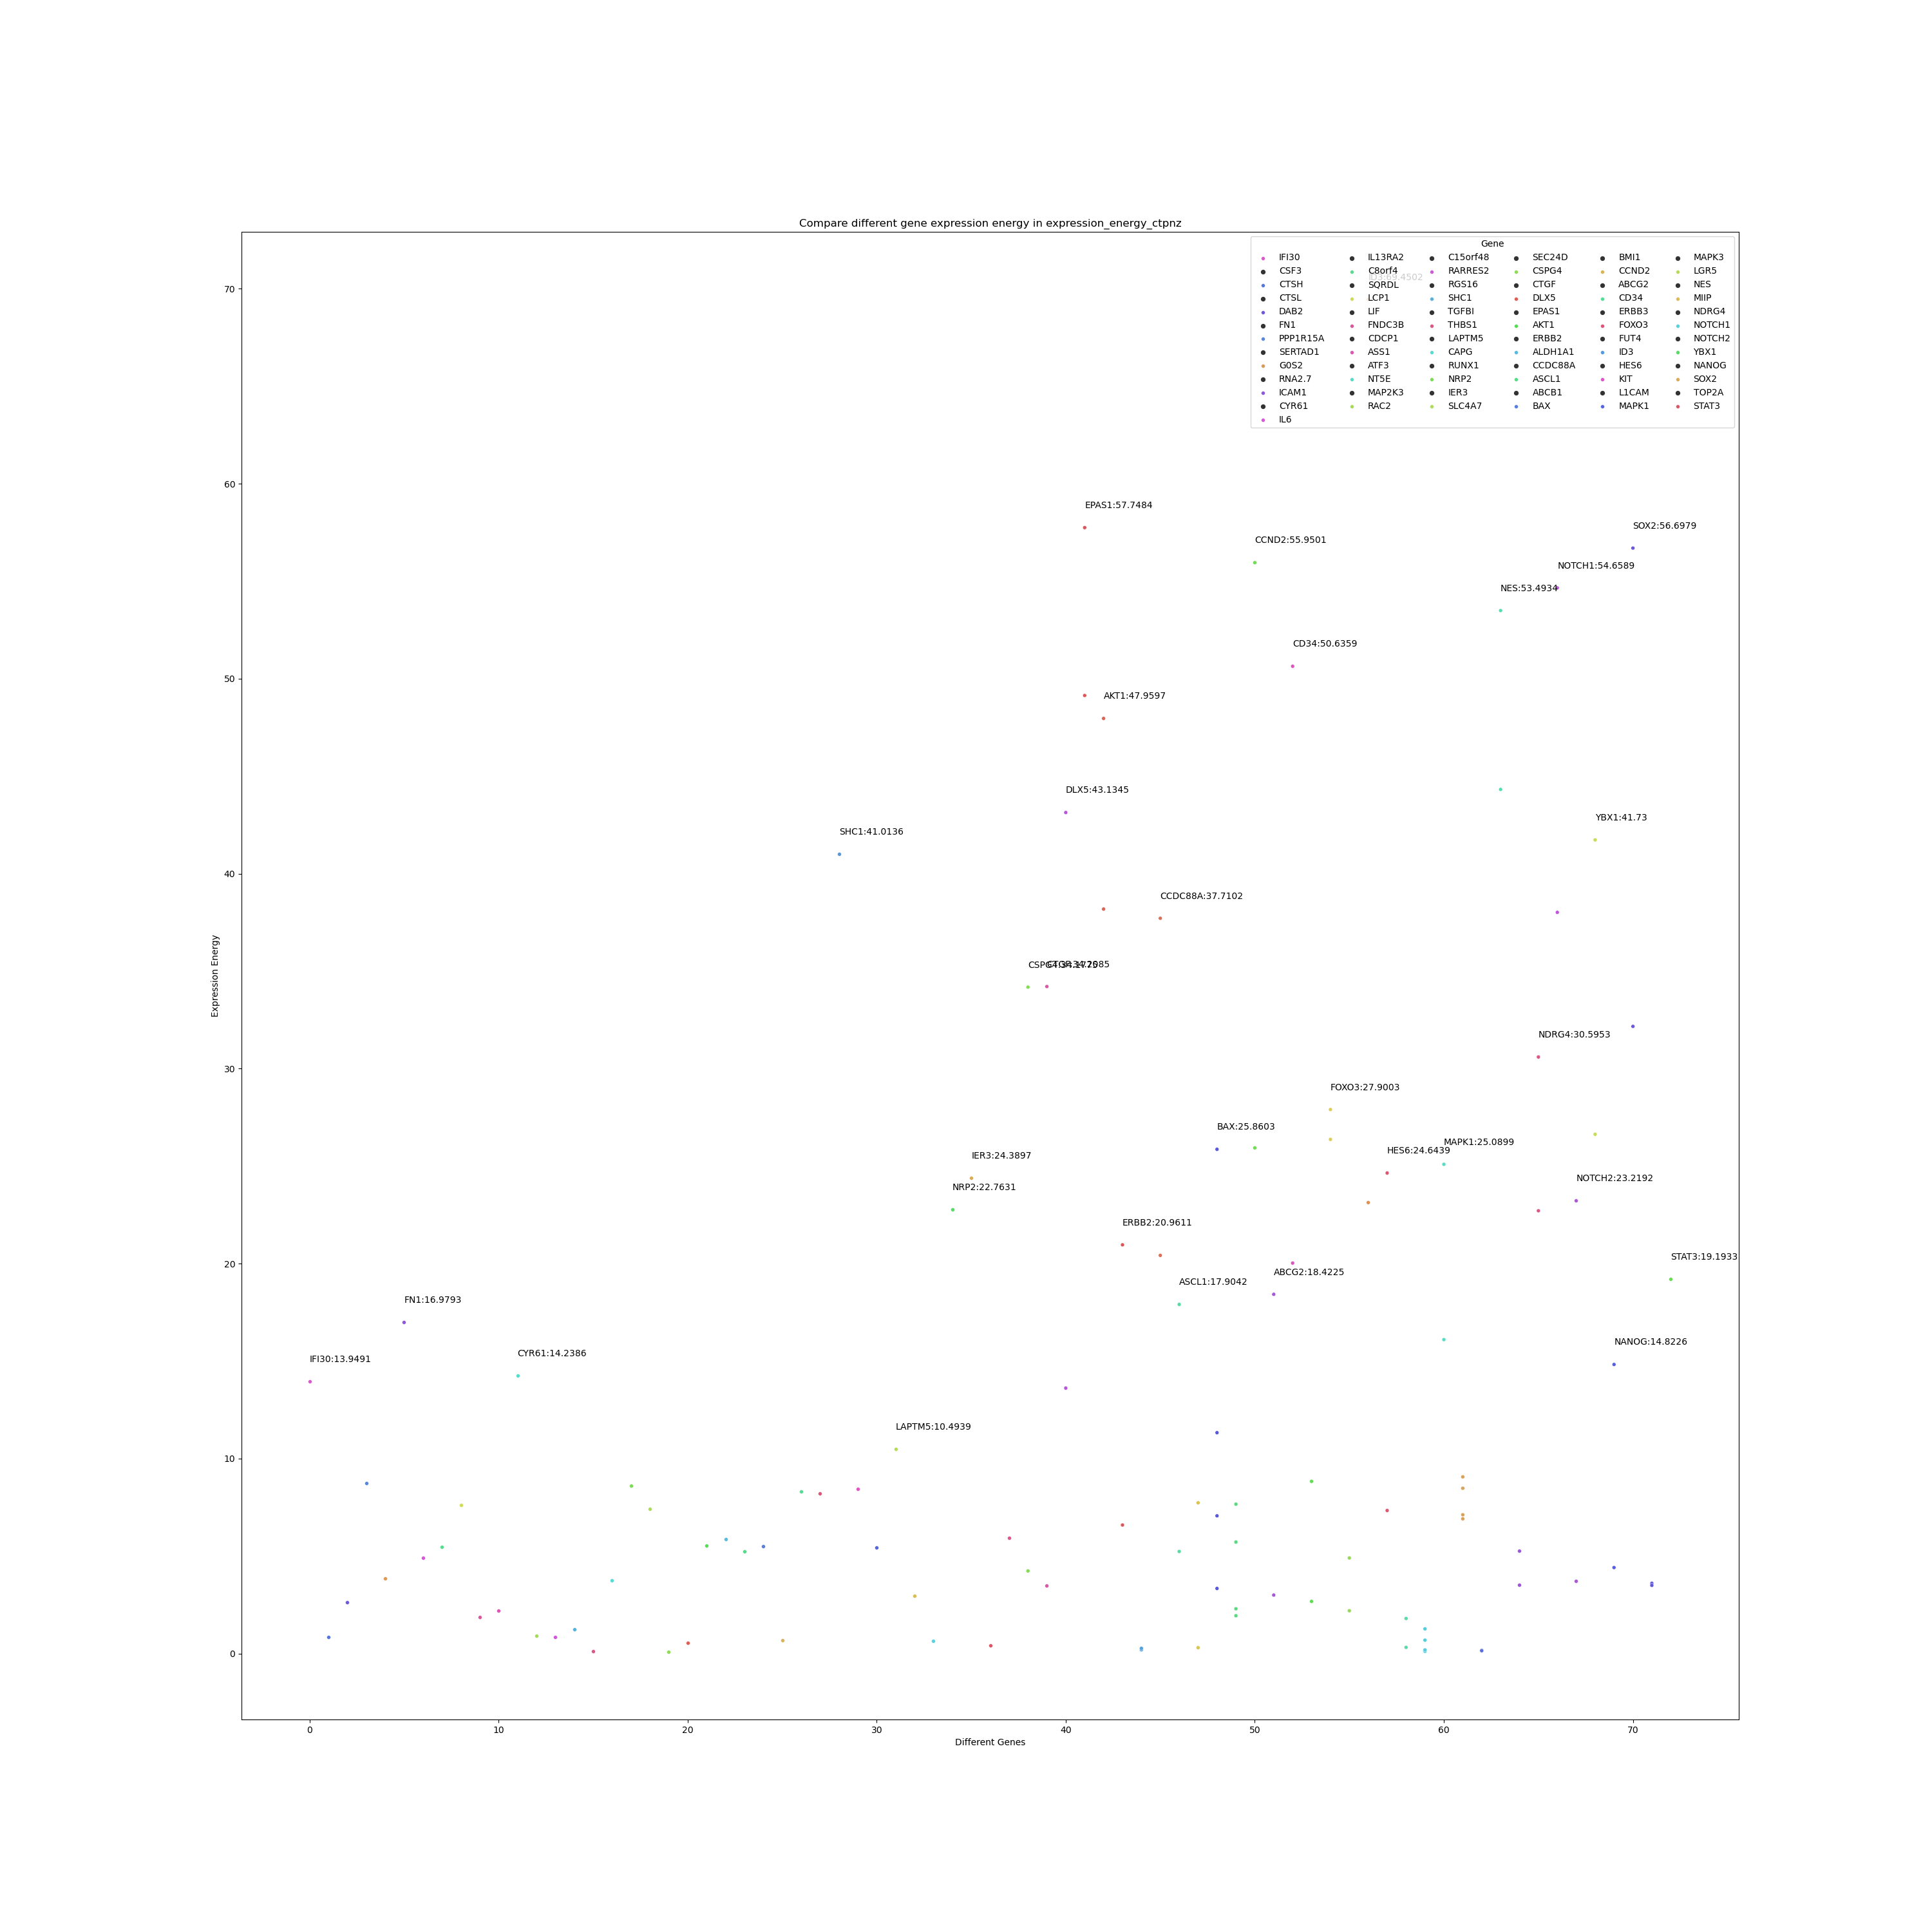 Compare different gene expression energy in expression_energy_ctpnz
Gene
IFI30 IL13RA2 C15orf48 SEC24D BMI1 MAPK3
CSF3 C8orf4 RARRES2 CSPG4 CCND2 LGR5
CTSH SQRDL RGS16 CTGF ABCG2 NES
CTSL LCP1 SHC1 DLX5 CD34 MIIP
DAB2 LIF TGFBI EPAS1 ERBB3 NDRG4
FN1 FNDC3B THBS1 AKT1 FOXO3 NOTCH1
PPP1R15A CDCP1 LAPTM5 ERBB2 FUT4 NOTCH2
SERTAD1 ASS1 CAPG ALDH1A1 ID3 YBX1
G0S2 ATF3 RUNX1 CCDC88A HES6 NANOG
RNA2.7 NT5E NRP2 ASCL1 KIT SOX2
ICAM1 MAP2K3 IER3 ABCB1 L1CAM TOP2A
CYR61 RAC2 SLC4A7 BAX MAPK1 STAT3
IL6
70
60
EPAS1:57.7484
SOX2:56.6979
CCND2:55.9501
NOTCH1:54.6589
NES:53.4934
CD34:50.6359
50
AKT1:47.9597
DLX5:43.1345
YBX1:41.73
SHC1:41.0136
40
CCDC88A:37.7102
NDRG4:30.5953
30
FOXO3:27.9003
BAX:25.8603
MAPK1:25.0899
HES6:24.6439
IER3:24.3897
NOTCH2:23.2192
NRP2:22.7631
ERBB2:20.9611
20
STAT3:19.1933
ABCG2:18.4225
ASCL1:17.9042
FN1:16.9793
NANOG:14.8226
CYR61:14.2386
IFI30:13.9491
LAPTM5:10.4939
10
0
Expression Energy
0 10 20 30 40 50 60 70
Different Genes